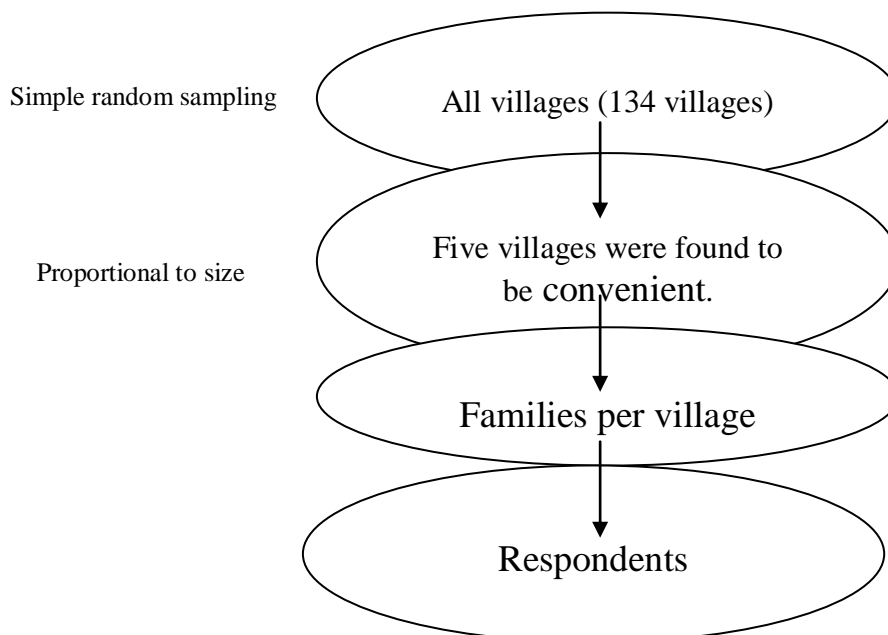 Simple random sampling
All villages (134 villages)
Proportional to size
Five villages were found to
be convenient.
Families per village
Respondents